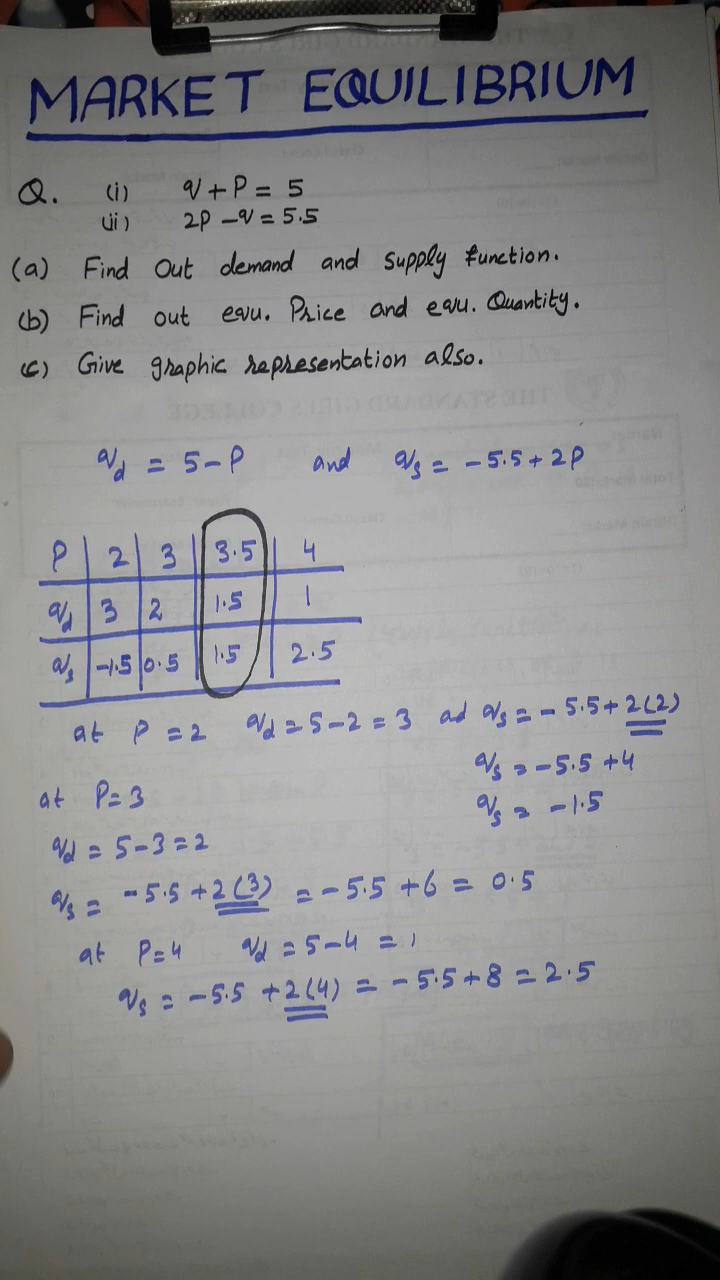 MARKET EQUILIBRIUM
Q. (i) q + P = 5
(ii) 2P - q = 5.5
(a) Find Out demand and supply function.
(b) Find out equ. Price and equ. Quantity.
(c) Give graphic representation also.
qd = 5 - P and qs = -5.5 + 2P
P 2 3 3.5 4
qd 3 2 1.5 1
qs -1.5 0.5 1.5 2.5
at P = 2 qd = 5 - 2 = 3 ad qs = - 5.5 + 2(2)
qs = -5.5 + 4
at P = 3
qs = -1.5
qd = 5 - 3 = 2
qs = -5.5 + 2(3) = -5.5 + 6 = 0.5
at P = 4 qd = 5 - 4 = 1
qs = -5.5 + 2(4) = -5.5 + 8 = 2.5
THE STANDARD GIRLS COLLEGE